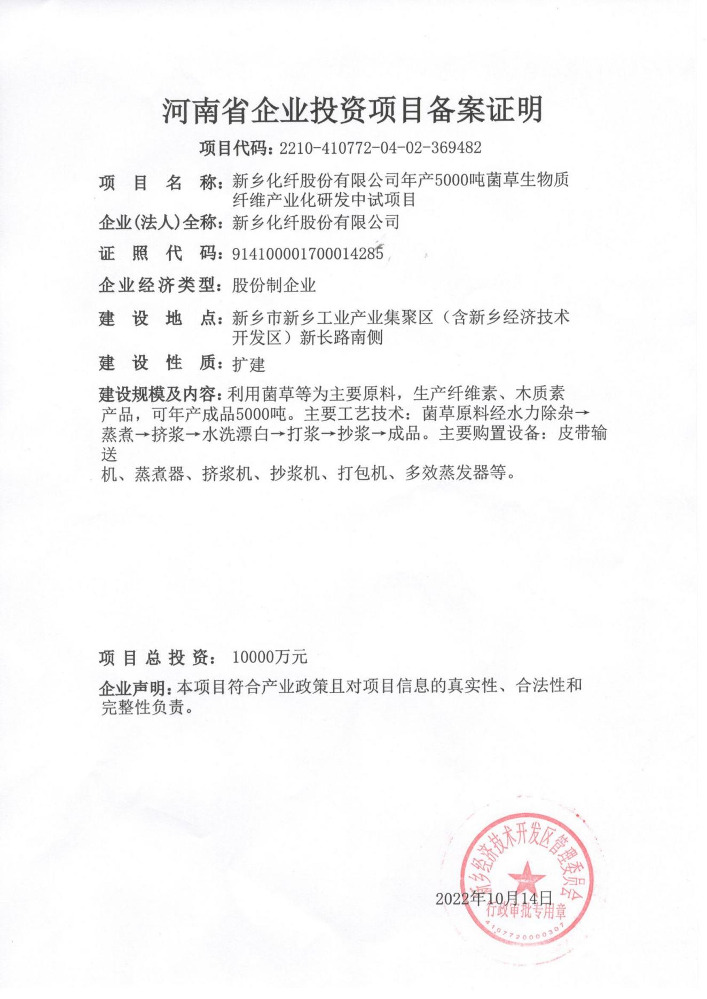 河南省企业投资项目备案证明
项目代码：2210-410772-04-02-369482
项目名称：新乡化纤股份有限公司年产5000吨菌草生物质
纤维产业化研发中试项目
企业(法人)全称：新乡化纤股份有限公司
证照代码：914100001700014285
企业经济类型：股份制企业
建设地点：新乡市新乡工业产业集聚区（含新乡经济技术
开发区）新长路南侧
建设性质：扩建
建设规模及内容：利用菌草等为主要原料，生产纤维素、木质素
产品，可年产成品5000吨。主要工艺技术：菌草原料经水力除杂→
蒸煮→挤浆→水洗漂白→打浆→抄浆→成品。主要购置设备：皮带输
送
机、蒸煮器、挤浆机、抄浆机、打包机、多效蒸发器等。
项目总投资：10000万元
企业声明：本项目符合产业政策且对项目信息的真实性、合法性和
完整性负责。
新乡经济技术开发区管理委员会
2022年10月14日
行政审批专用章
4107720000307